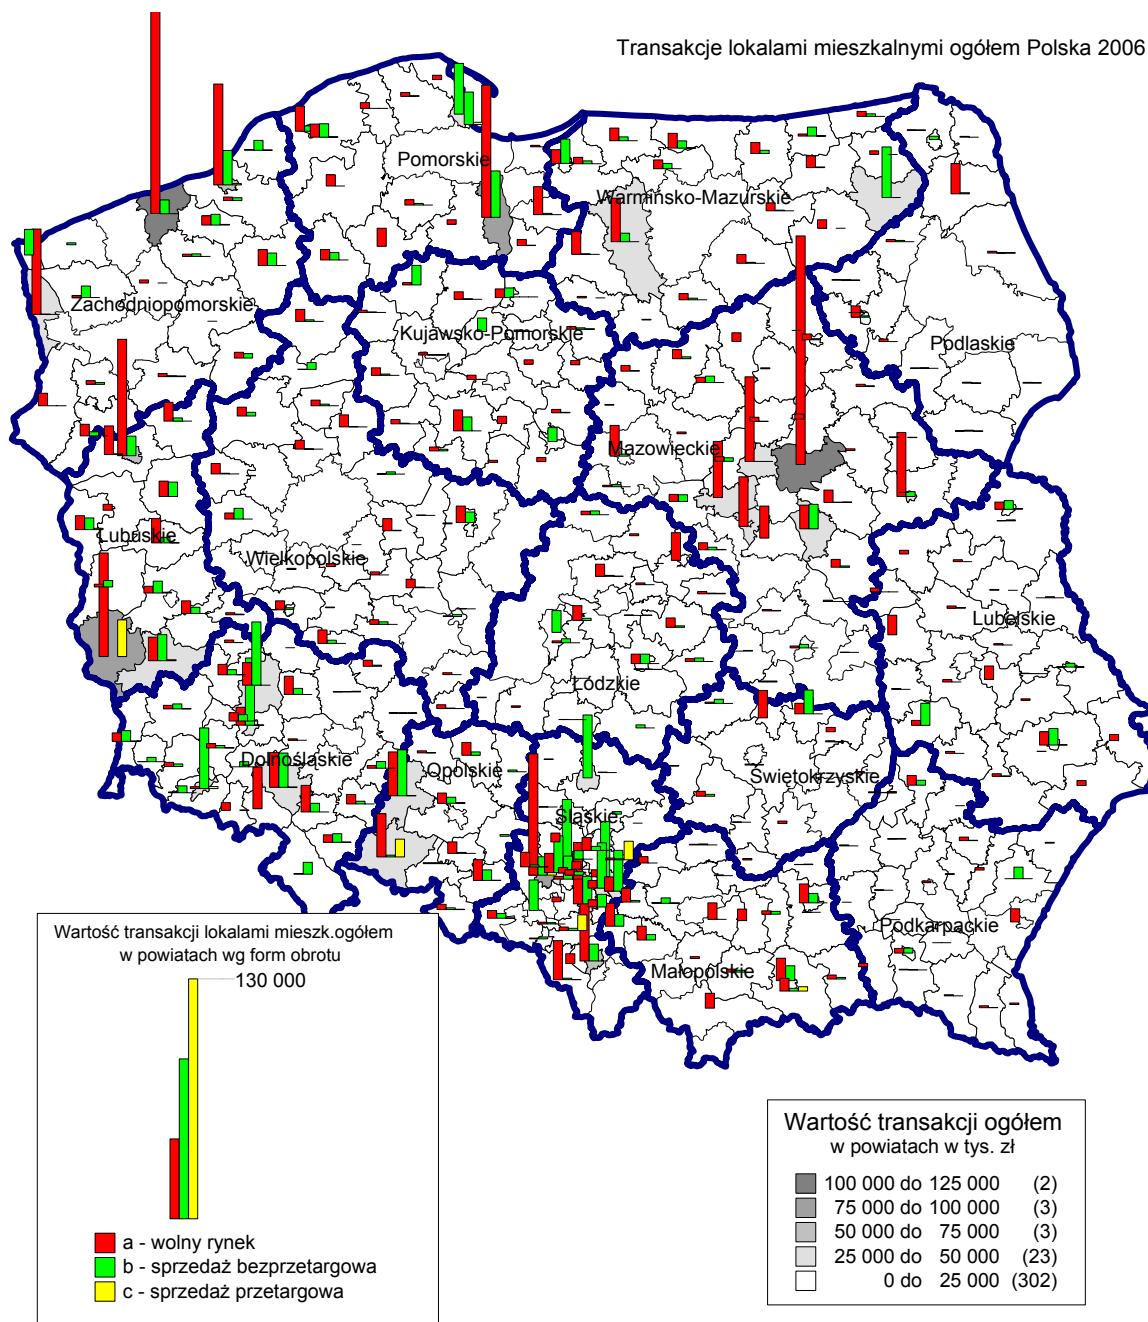 Transakcje lokalami mieszkalnymi ogółem Polska 2006
Pomorskie
Warmińsko-Mazurskie
Zachodniopomorskie
Kujawsko-Pomorskie
Podlaskie
Mazowieckie
Lubuskie
Wielkopolskie
Lubelskie
Łódzkie
Dolnośląskie
Opolskie
Świętokrzyskie
Śląskie
Podkarpackie
Małopolskie
Wartość transakcji lokalami mieszk.ogółem
w powiatach wg form obrotu
130 000
a - wolny rynek
b - sprzedaż bezprzetargowa
c - sprzedaż przetargowa
Wartość transakcji ogółem
w powiatach w tys. zł
100 000 do 125 000 (2)
75 000 do 100 000 (3)
50 000 do 75 000 (3)
25 000 do 50 000 (23)
0 do 25 000 (302)